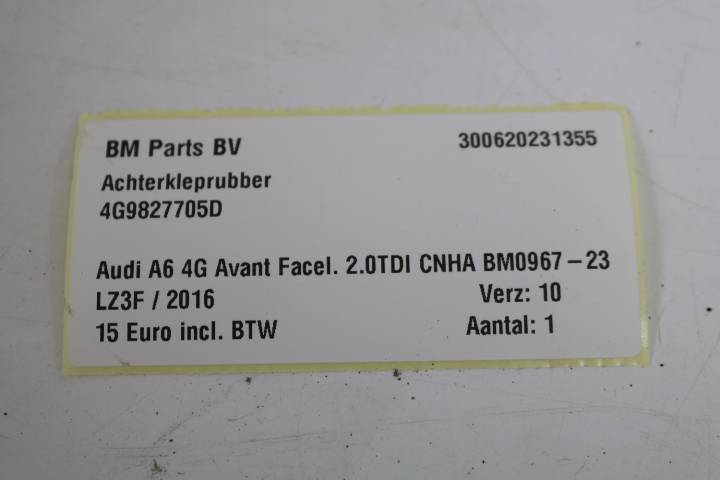 BM Parts BV 300620231355
Achterkleprubber
4G9827705D
Audi A6 4G Avant Facel. 2.0TDI CNHA BM0967-23
LZ3F / 2016 Verz: 10
15 Euro incl. BTW Aantal: 1